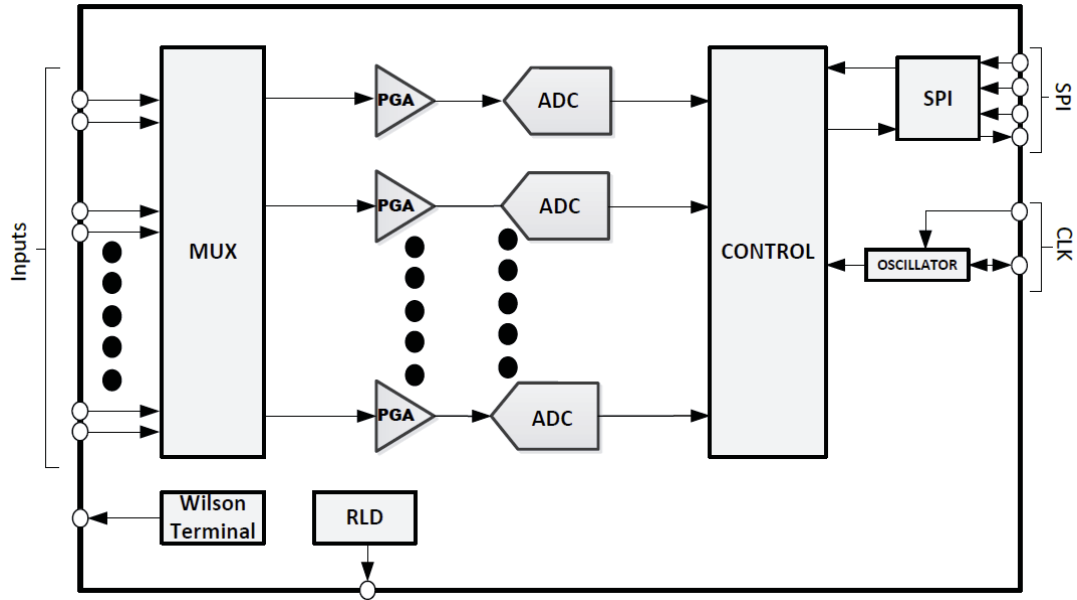 Inputs
MUX
PGA
ADC
PGA
ADC
PGA
ADC
CONTROL
SPI
SPI
OSCILLATOR
CLK
Wilson
Terminal
RLD